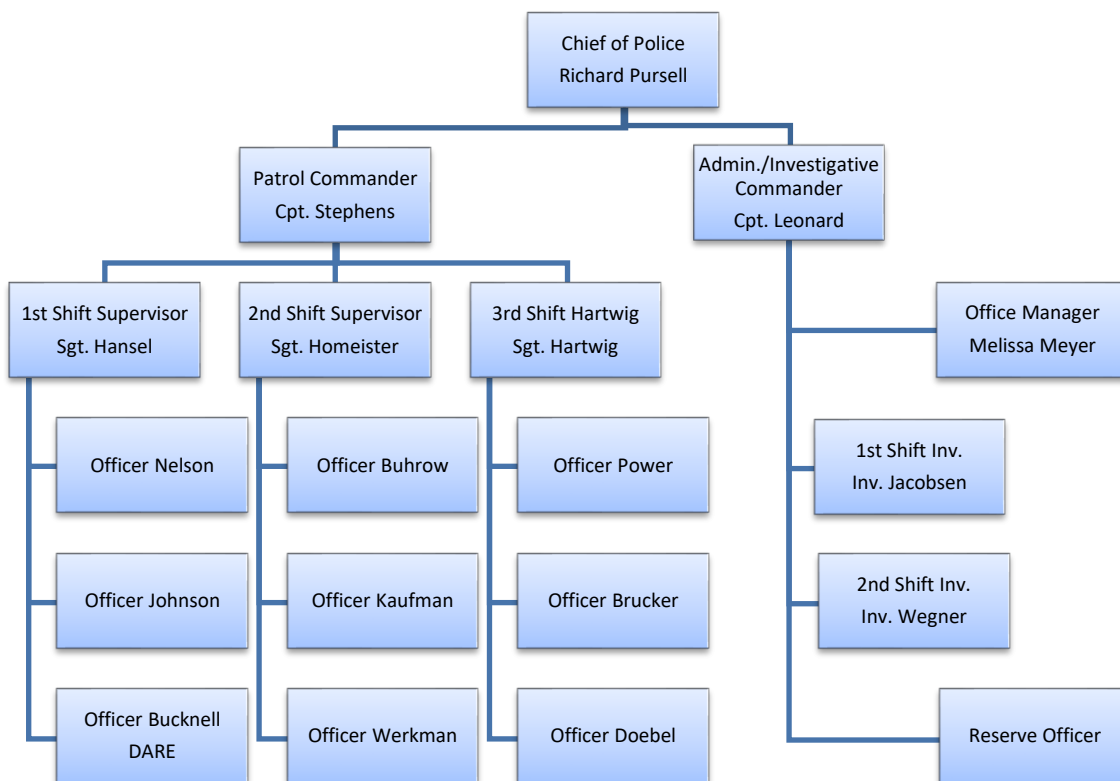 Chief of Police
Richard Pursell
Patrol Commander
Cpt. Stephens
Admin./Investigative
Commander
Cpt. Leonard
1st Shift Supervisor
Sgt. Hansel
2nd Shift Supervisor
Sgt. Homeister
3rd Shift Hartwig
Sgt. Hartwig
Office Manager
Melissa Meyer
Officer Nelson
Officer Buhrow
Officer Power
1st Shift Inv.
Inv. Jacobsen
Officer Johnson
Officer Kaufman
Officer Brucker
2nd Shift Inv.
Inv. Wegner
Officer Bucknell
DARE
Officer Werkman
Officer Doebel
Reserve Officer